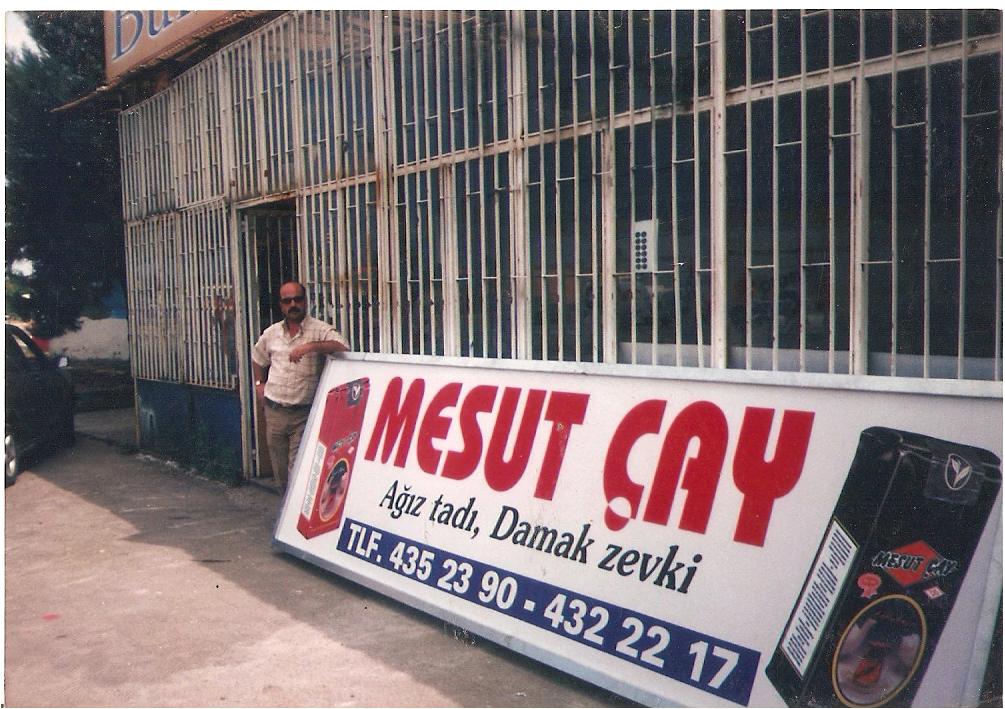 MESUT ÇAY
Ağız tadı, Damak zevki
TLF. 435 23 90 - 432 22 17
MESUT ÇAY